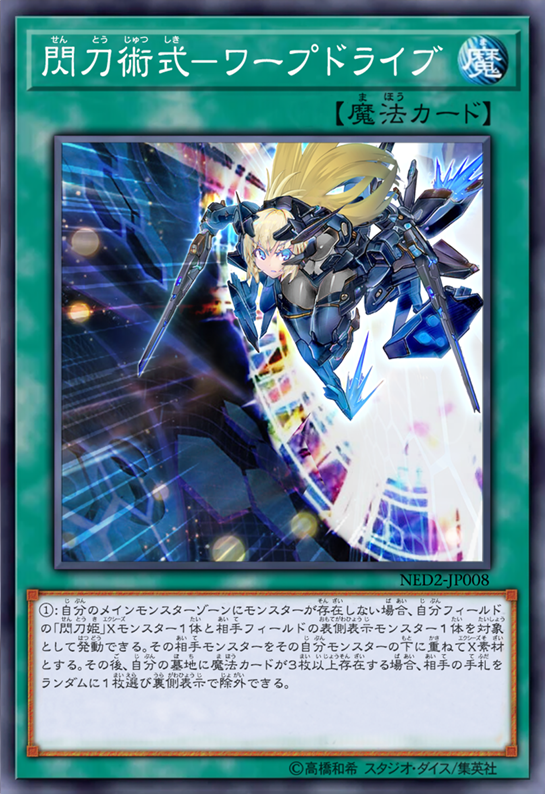 閃刀術式－ワープドライブ
魔
【魔法カード】
NED2-JP008
①：自分のメインモンスターゾーンにモンスターが存在しない場合、自分フィールド
の「閃刀姫」Xモンスター1体と相手フィールドの表側表示モンスター1体を対象
として発動できる。その相手モンスターをその自分モンスターの下に重ねてX素材
とする。その後、自分の墓地に魔法カードが3枚以上存在する場合、相手の手札を
ランダムに1枚選び裏側表示で除外できる。
©高橋和希 スタジオ・ダイス/集英社